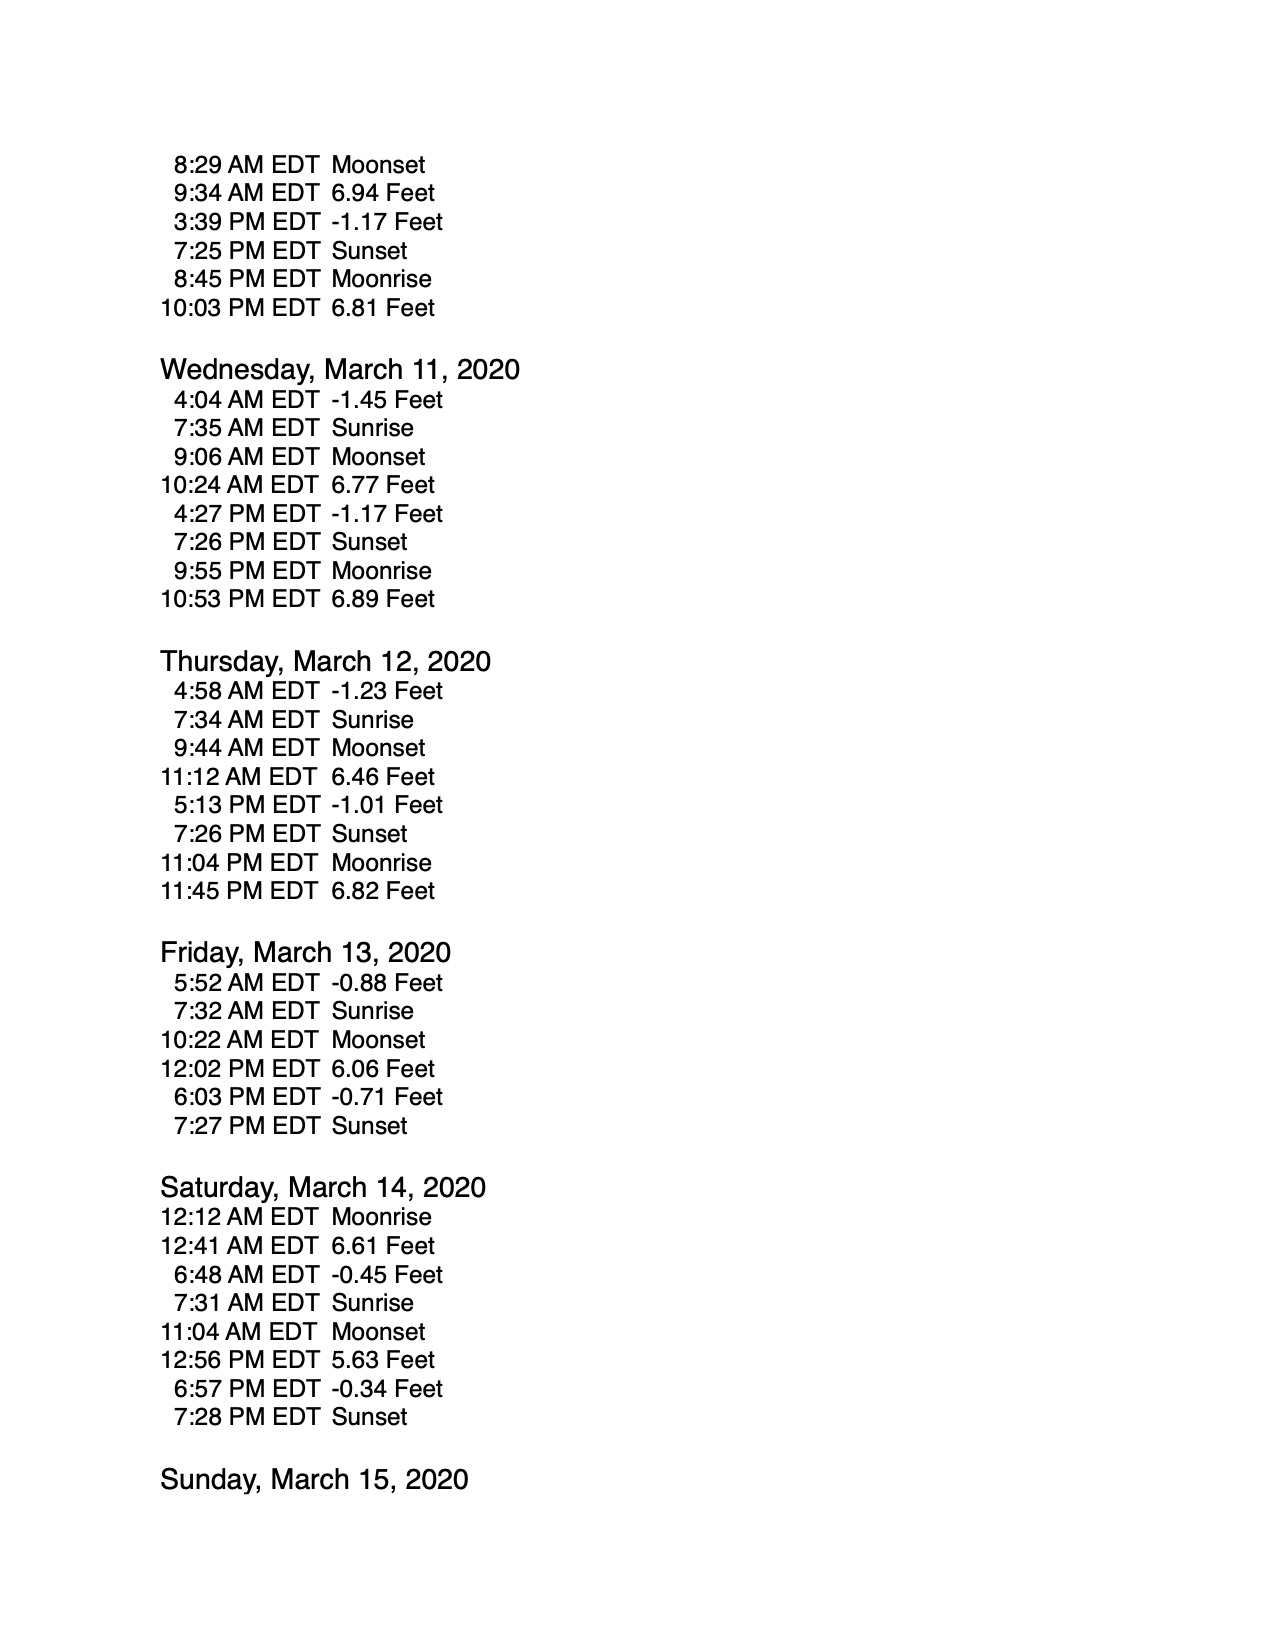 8:29 AM EDT Moonset
9:34 AM EDT 6.94 Feet
3:39 PM EDT -1.17 Feet
7:25 PM EDT Sunset
8:45 PM EDT Moonrise
10:03 PM EDT 6.81 Feet
Wednesday, March 11, 2020
4:04 AM EDT -1.45 Feet
7:35 AM EDT Sunrise
9:06 AM EDT Moonset
10:24 AM EDT 6.77 Feet
4:27 PM EDT -1.17 Feet
7:26 PM EDT Sunset
9:55 PM EDT Moonrise
10:53 PM EDT 6.89 Feet
Thursday, March 12, 2020
4:58 AM EDT -1.23 Feet
7:34 AM EDT Sunrise
9:44 AM EDT Moonset
11:12 AM EDT 6.46 Feet
5:13 PM EDT -1.01 Feet
7:26 PM EDT Sunset
11:04 PM EDT Moonrise
11:45 PM EDT 6.82 Feet
Friday, March 13, 2020
5:52 AM EDT -0.88 Feet
7:32 AM EDT Sunrise
10:22 AM EDT Moonset
12:02 PM EDT 6.06 Feet
6:03 PM EDT -0.71 Feet
7:27 PM EDT Sunset
Saturday, March 14, 2020
12:12 AM EDT Moonrise
12:41 AM EDT 6.61 Feet
6:48 AM EDT -0.45 Feet
7:31 AM EDT Sunrise
11:04 AM EDT Moonset
12:56 PM EDT 5.63 Feet
6:57 PM EDT -0.34 Feet
7:28 PM EDT Sunset
Sunday, March 15, 2020